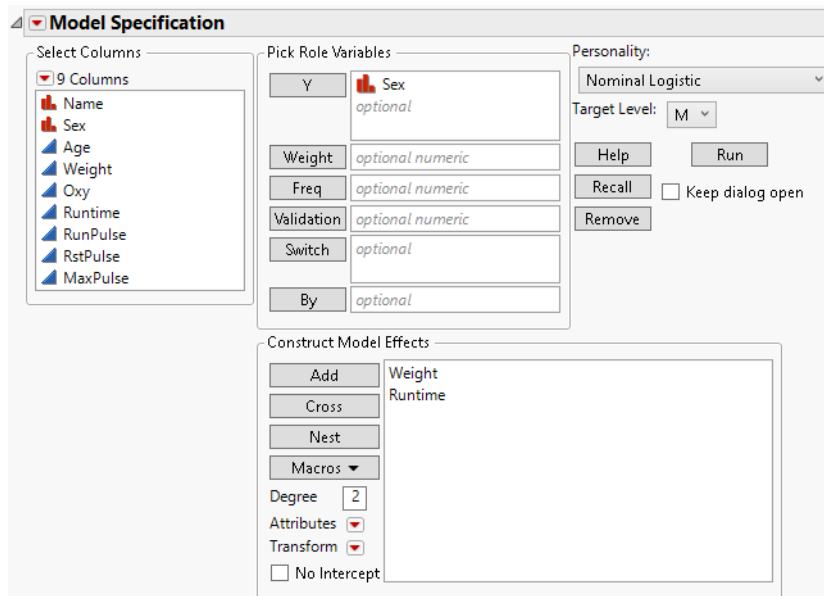 Model Specification
Select Columns
9 Columns
Name
Sex
Age
Weight
Oxy
Runtime
RunPulse
RstPulse
MaxPulse
Pick Role Variables
Y
Sex
optional
Weight
optional numeric
Freq
optional numeric
Validation
optional numeric
Switch
optional
By
optional
Personality:
Nominal Logistic
Target Level:
M
Help
Run
Recall
Keep dialog open
Remove
Construct Model Effects
Add
Cross
Nest
Macros
Degree
2
Attributes
Transform
No Intercept
Weight
Runtime